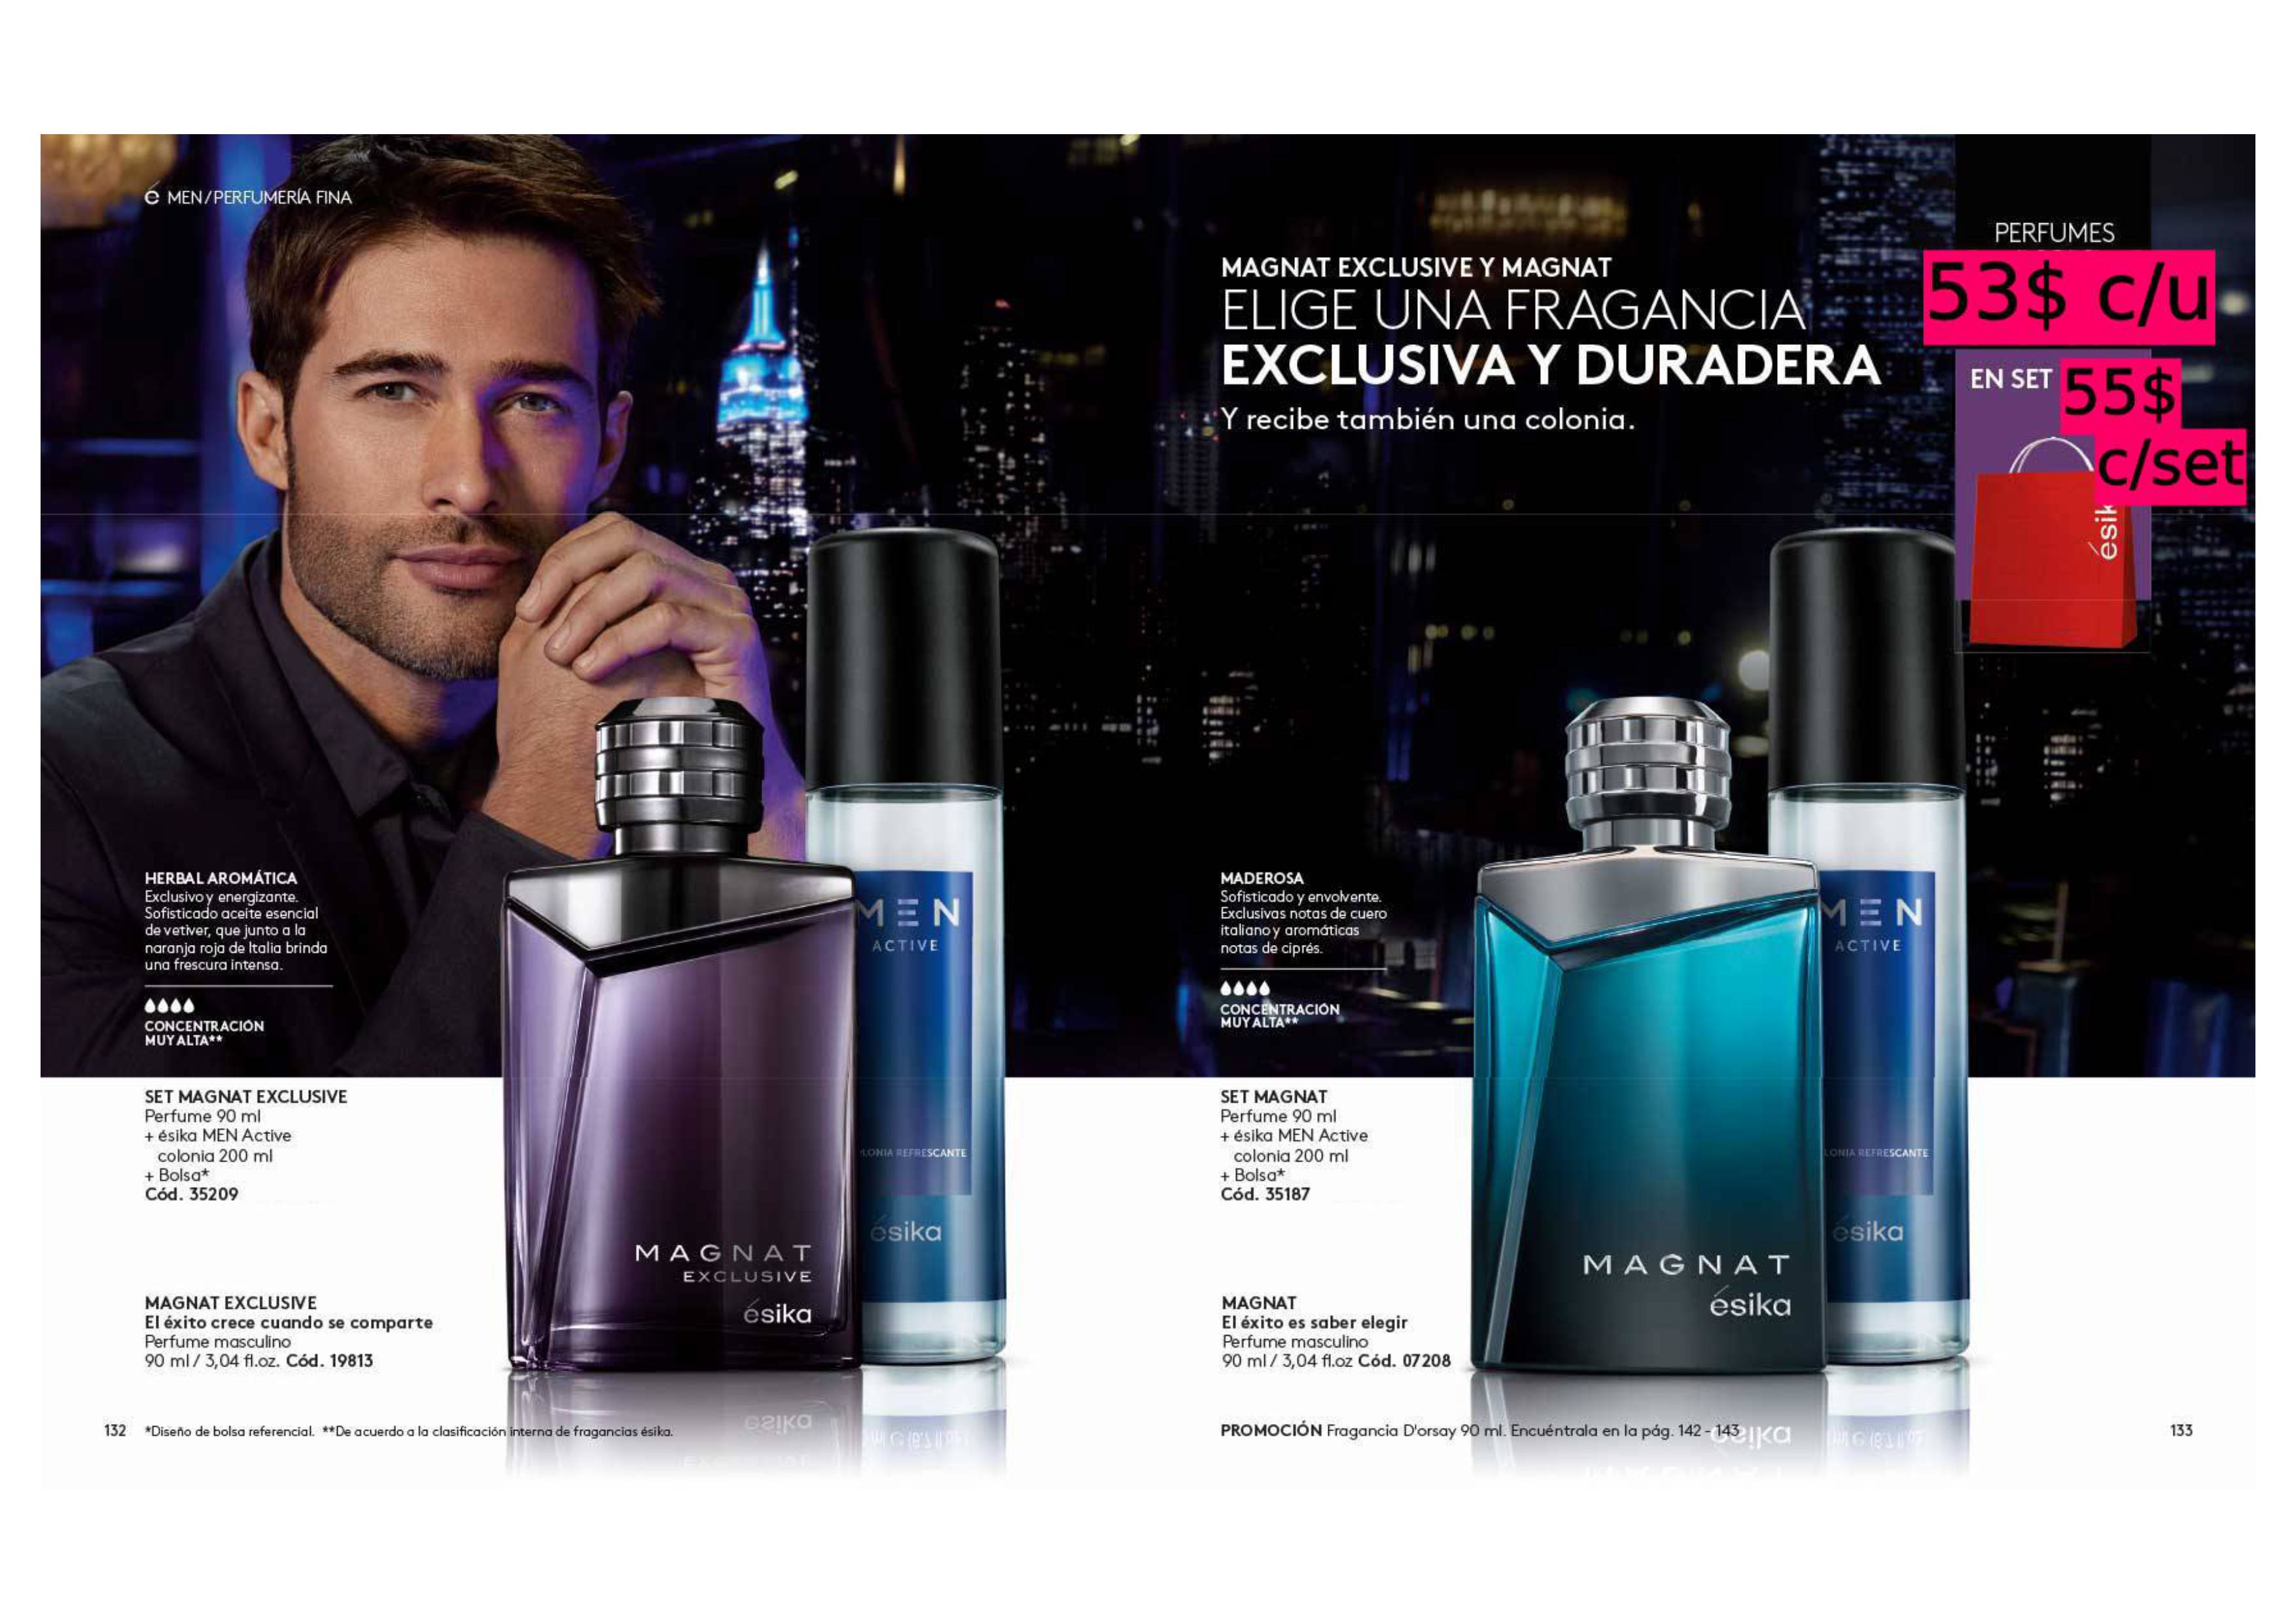 é MEN/PERFUMERÍA FINA
MAGNAT EXCLUSIVE Y MAGNAT
ELIGE UNA FRAGANCIA
EXCLUSIVA Y DURADERA
Y recibe también una colonia.
PERFUMES
53$ c/u
EN SET 55$
c/set
ésik
HERBAL AROMÁTICA
Exclusivo y energizante.
Sofisticado aceite esencial
de vetiver, que junto a la
naranja roja de Italia brinda
una frescura intensa.
CONCENTRACIÓN
MUY ALTA**
SET MAGNAT EXCLUSIVE
Perfume 90 ml
+ ésika MEN Active
colonia 200 ml
+ Bolsa*
Cód. 35209
MAGNAT EXCLUSIVE
El éxito crece cuando se comparte
Perfume masculino
90 ml / 3,04 fl.oz. Cód. 19813
MAGNAT
EXCLUSIVE
ésika
MEN
ACTIVE
LONIA REFRESCANTE
ésika
MADEROSA
Sofisticado y envolvente.
Exclusivas notas de cuero
italiano y aromáticas
notas de ciprés.
CONCENTRACIÓN
MUY ALTA**
SET MAGNAT
Perfume 90 ml
+ ésika MEN Active
colonia 200 ml
+ Bolsa*
Cód. 35187
MAGNAT
El éxito es saber elegir
Perfume masculino
90 ml / 3,04 fl.oz Cód. 07208
MAGNAT
ésika
MEN
ACTIVE
LONIA REFRESCANTE
ésika
132 *Diseño de bolsa referencial. **De acuerdo a la clasificación interna de fragancias ésika.
PROMOCIÓN Fragancia D'orsay 90 ml. Encuéntrala en la pág. 142 - 143
133